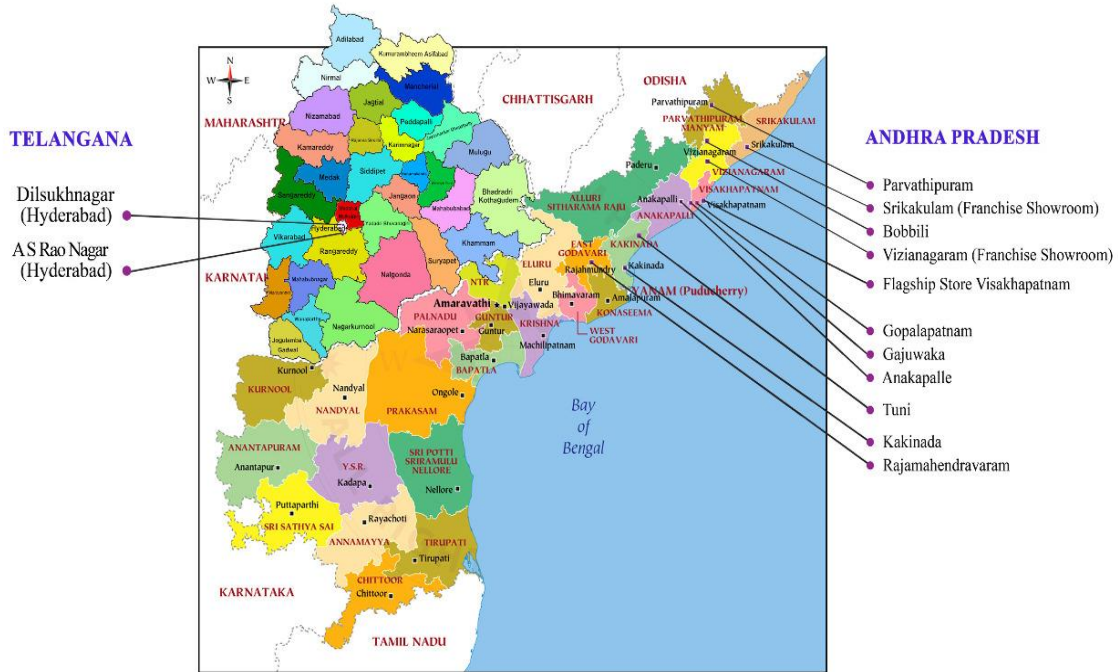 TELANGANA
Dilsukhnagar
(Hyderabad)
A S Rao Nagar
(Hyderabad)
ANDHRA PRADESH
Parvathipuram
Srikakulam (Franchise Showroom)
Bobbili
Vizianagaram (Franchise Showroom)
Flagship Store Visakhapatnam
Gopalapatnam
Gajuwaka
Anakapalle
Tuni
Kakinada
Rajamahendravaram
N
W
E
S
MAHARASHTR
CHHATTISGARH
ODISHA
KARNATAK
KARNATAKA
TAMIL NADU
Bay
of
Bengal
Adilabad
Kumurambheem Asifabad
Nirmal
Mancherial
Jagtial
Nizamabad
Peddapalli
Kamareddy
Karimnagar
Mulugu
Medak
Siddipet
Sangareddy
Jangaon
Mahabubabad
Bhadradri
Kothagudem
Hyderabad
Vikarabad
Rangareddy
Khammam
Suryapet
Nalgonda
Mahabubnagar
Nagarkurnool
Wanaparthy
Jogulamba
Gadwal
Parvathipuram
PARVATHIPURAM
MANYAM
SRIKAKULAM
Srikakulam
Vizianagaram
VIZIANAGARAM
Paderu
VISAKHAPATNAM
Visakhapatnam
ALLURI
SITHARAMA RAJU
Anakapalli
ANAKAPALLI
KAKINADA
Kakinada
EAST
GODAVARI
Rajahmundry
YANAM (Puducherry)
ELURU
Eluru
Bhimavaram
Amalapuram
KONASEEMA
WEST
GODAVARI
NTR
Amaravathi
Vijayawada
PALNADU
Narasaraopet
GUNTUR
Guntur
KRISHNA
Machilipatnam
Bapatla
BAPATLA
Kurnool
KURNOOL
Nandyal
NANDYAL
Ongole
PRAKASAM
ANANTAPURAM
Anantapur
Y.S.R.
Kadapa
SRI POTTI
SRIRAMULU
NELLORE
Nellore
Puttaparthi
SRI SATHYA SAI
Rayachoti
ANNAMAYYA
TIRUPATI
Tirupati
CHITTOOR
Chittoor